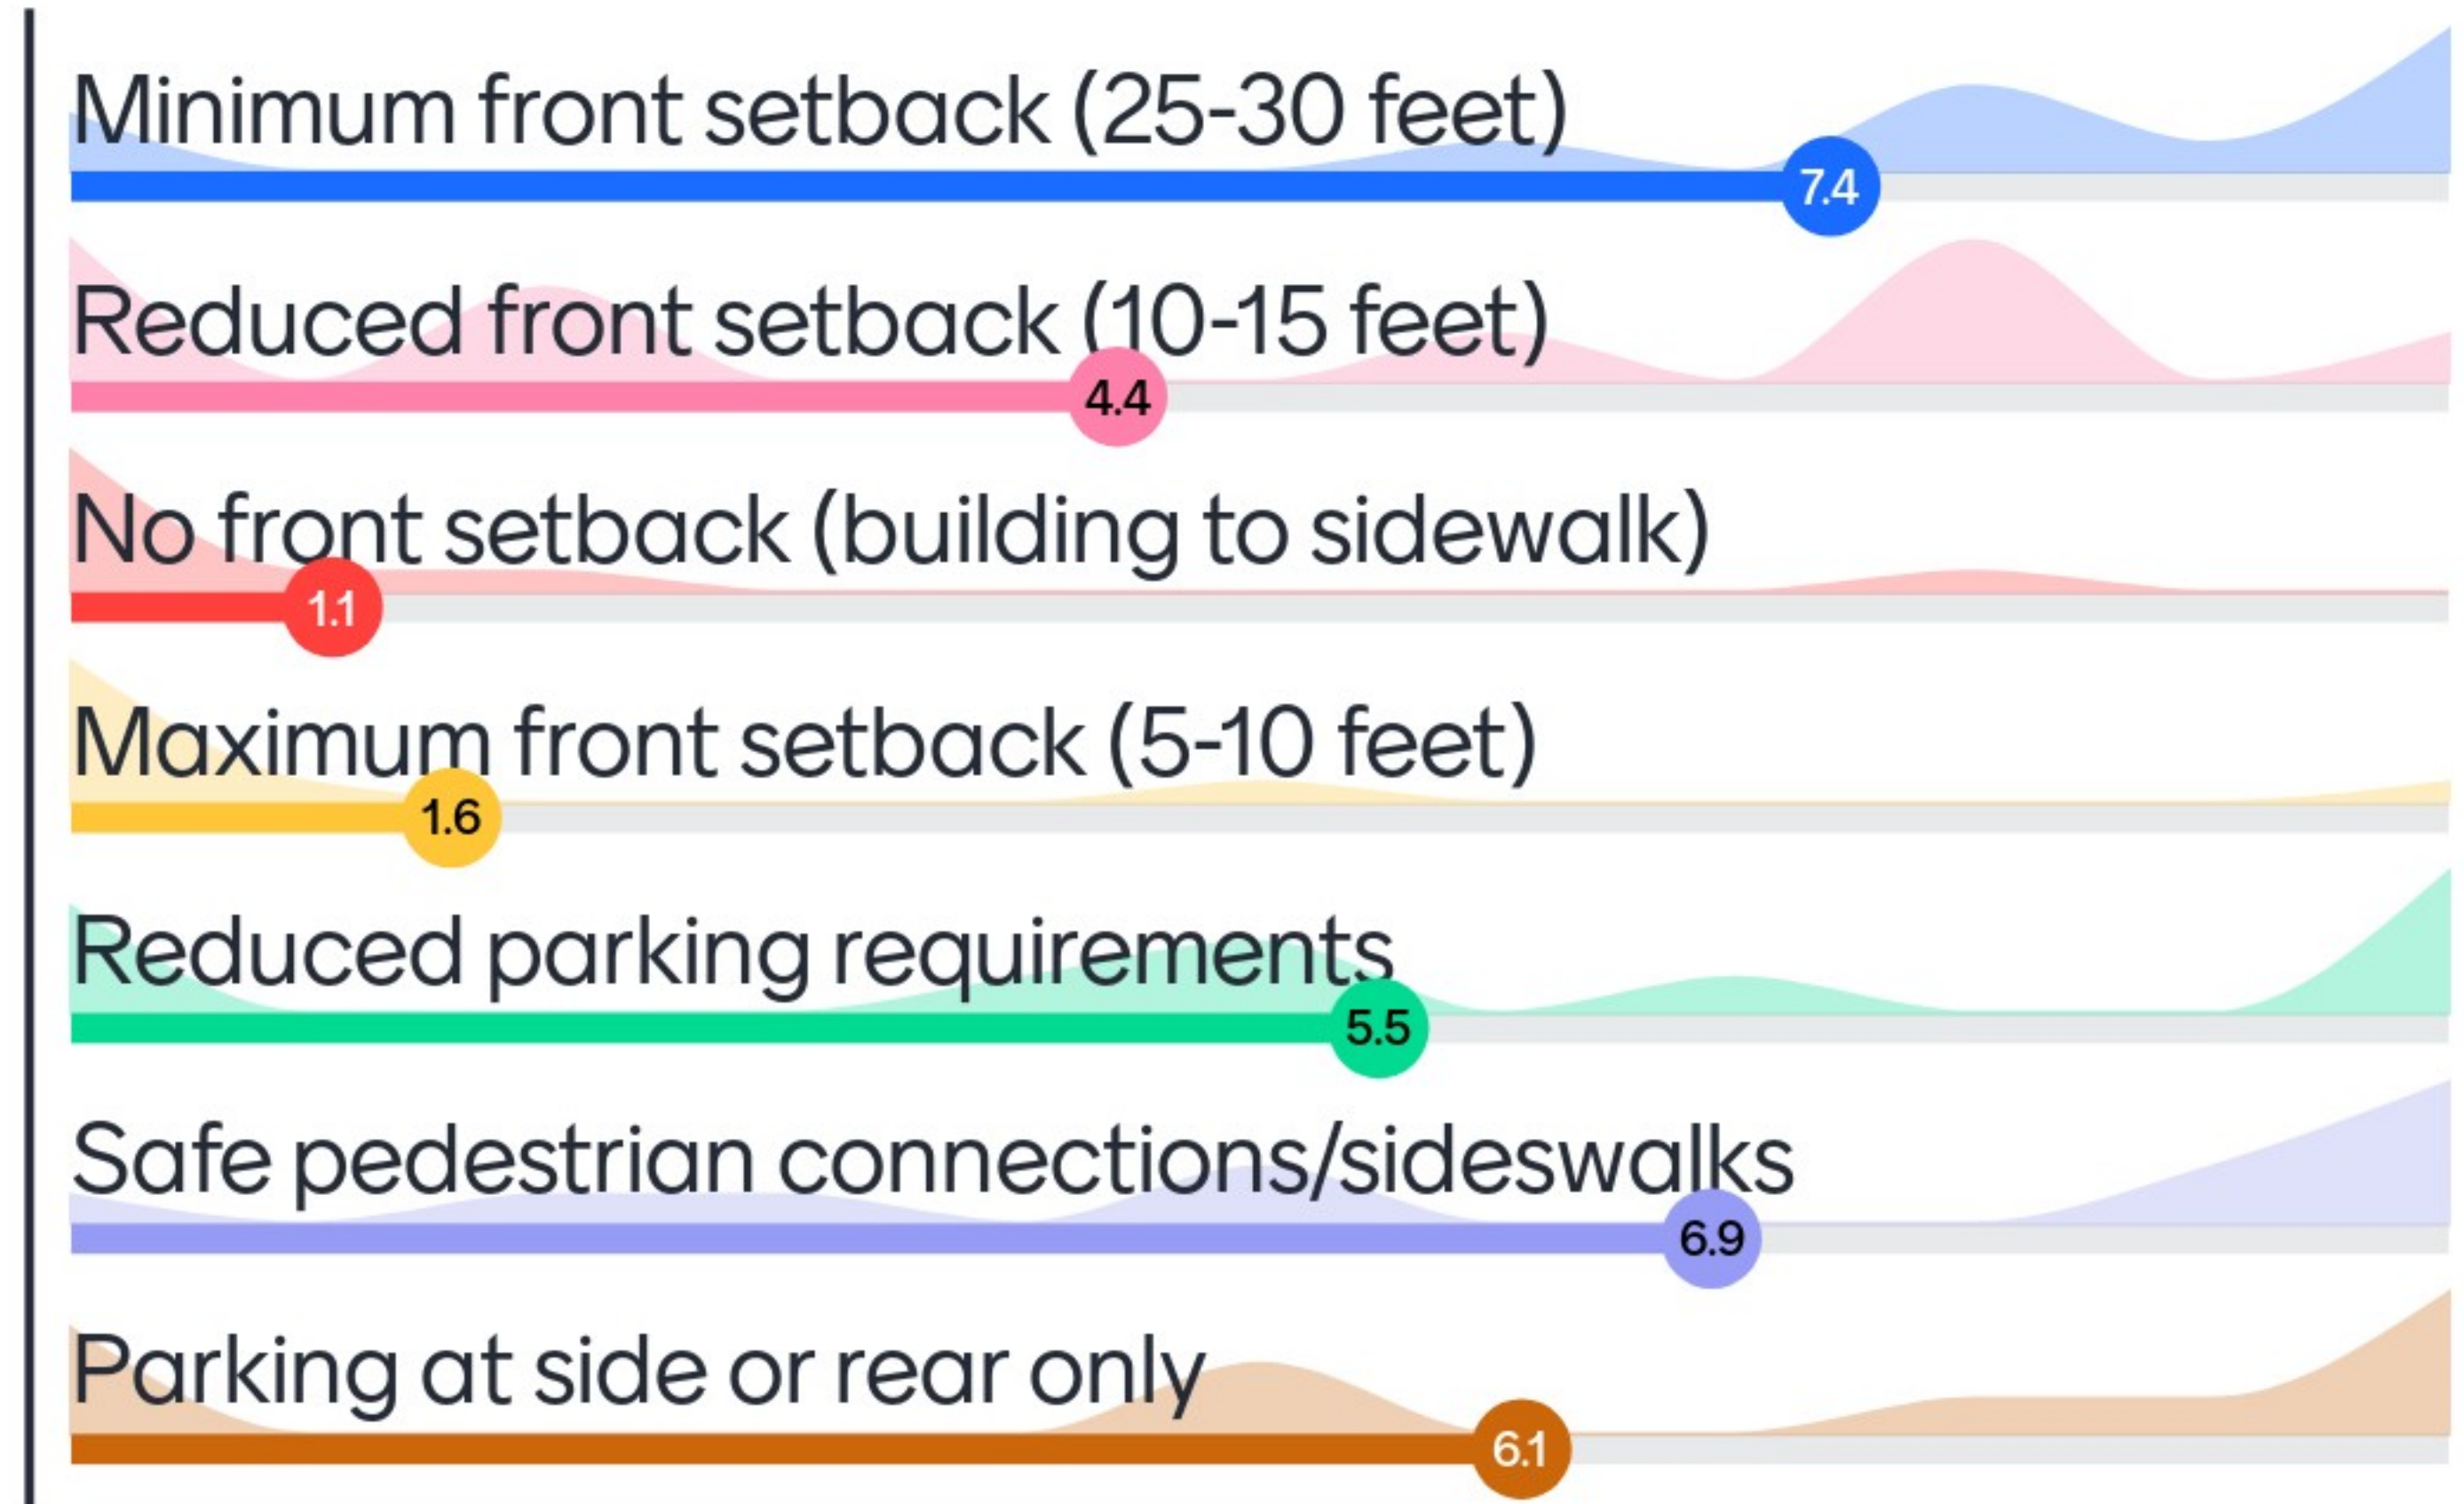 Minimum front setback (25-30 feet)
7.4
Reduced front setback (10-15 feet)
4.4
No front setback (building to sidewalk)
1.1
Maximum front setback (5-10 feet)
1.6
Reduced parking requirements
5.5
Safe pedestrian connections/sideswalks
6.9
Parking at side or rear only
6.1